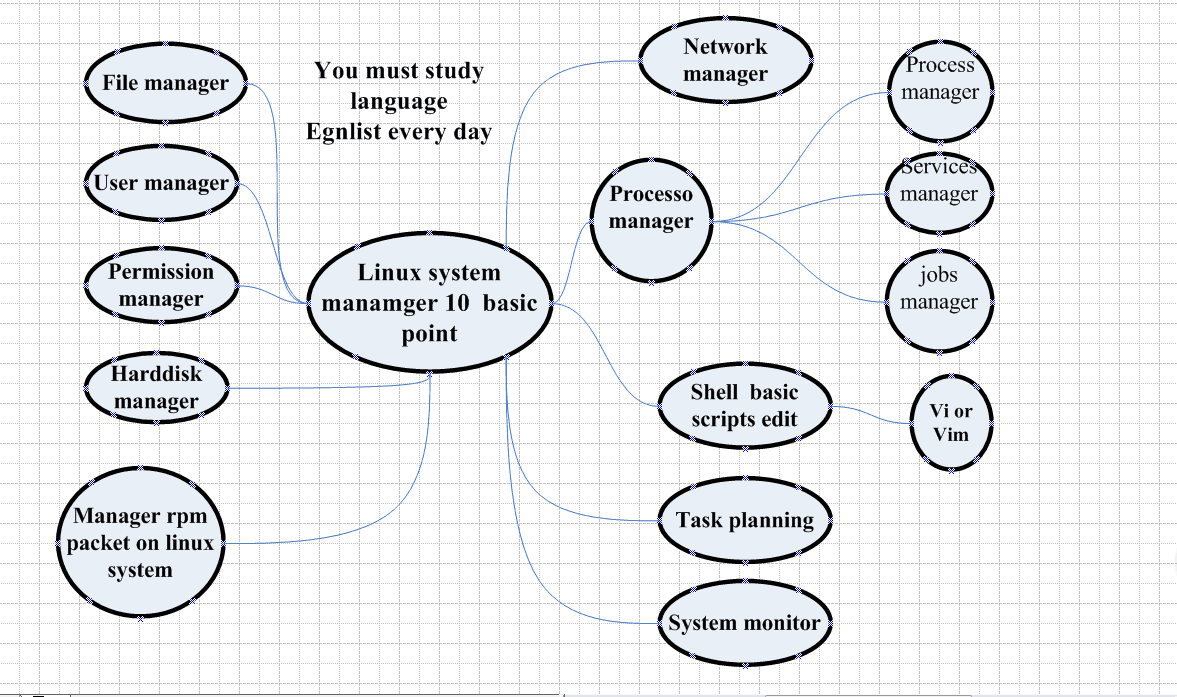 File manager
You must study
language
Egnlist every day
Network
manager
Process
manager
User manager
Services
manager
Processo
manager
Permission
manager
Linux system
manamger 10  basic
point
jobs
manager
Harddisk
manager
Shell  basic
scripts edit
Vi or
Vim
Manager rpm
packet on linux
system
Task planning
System monitor